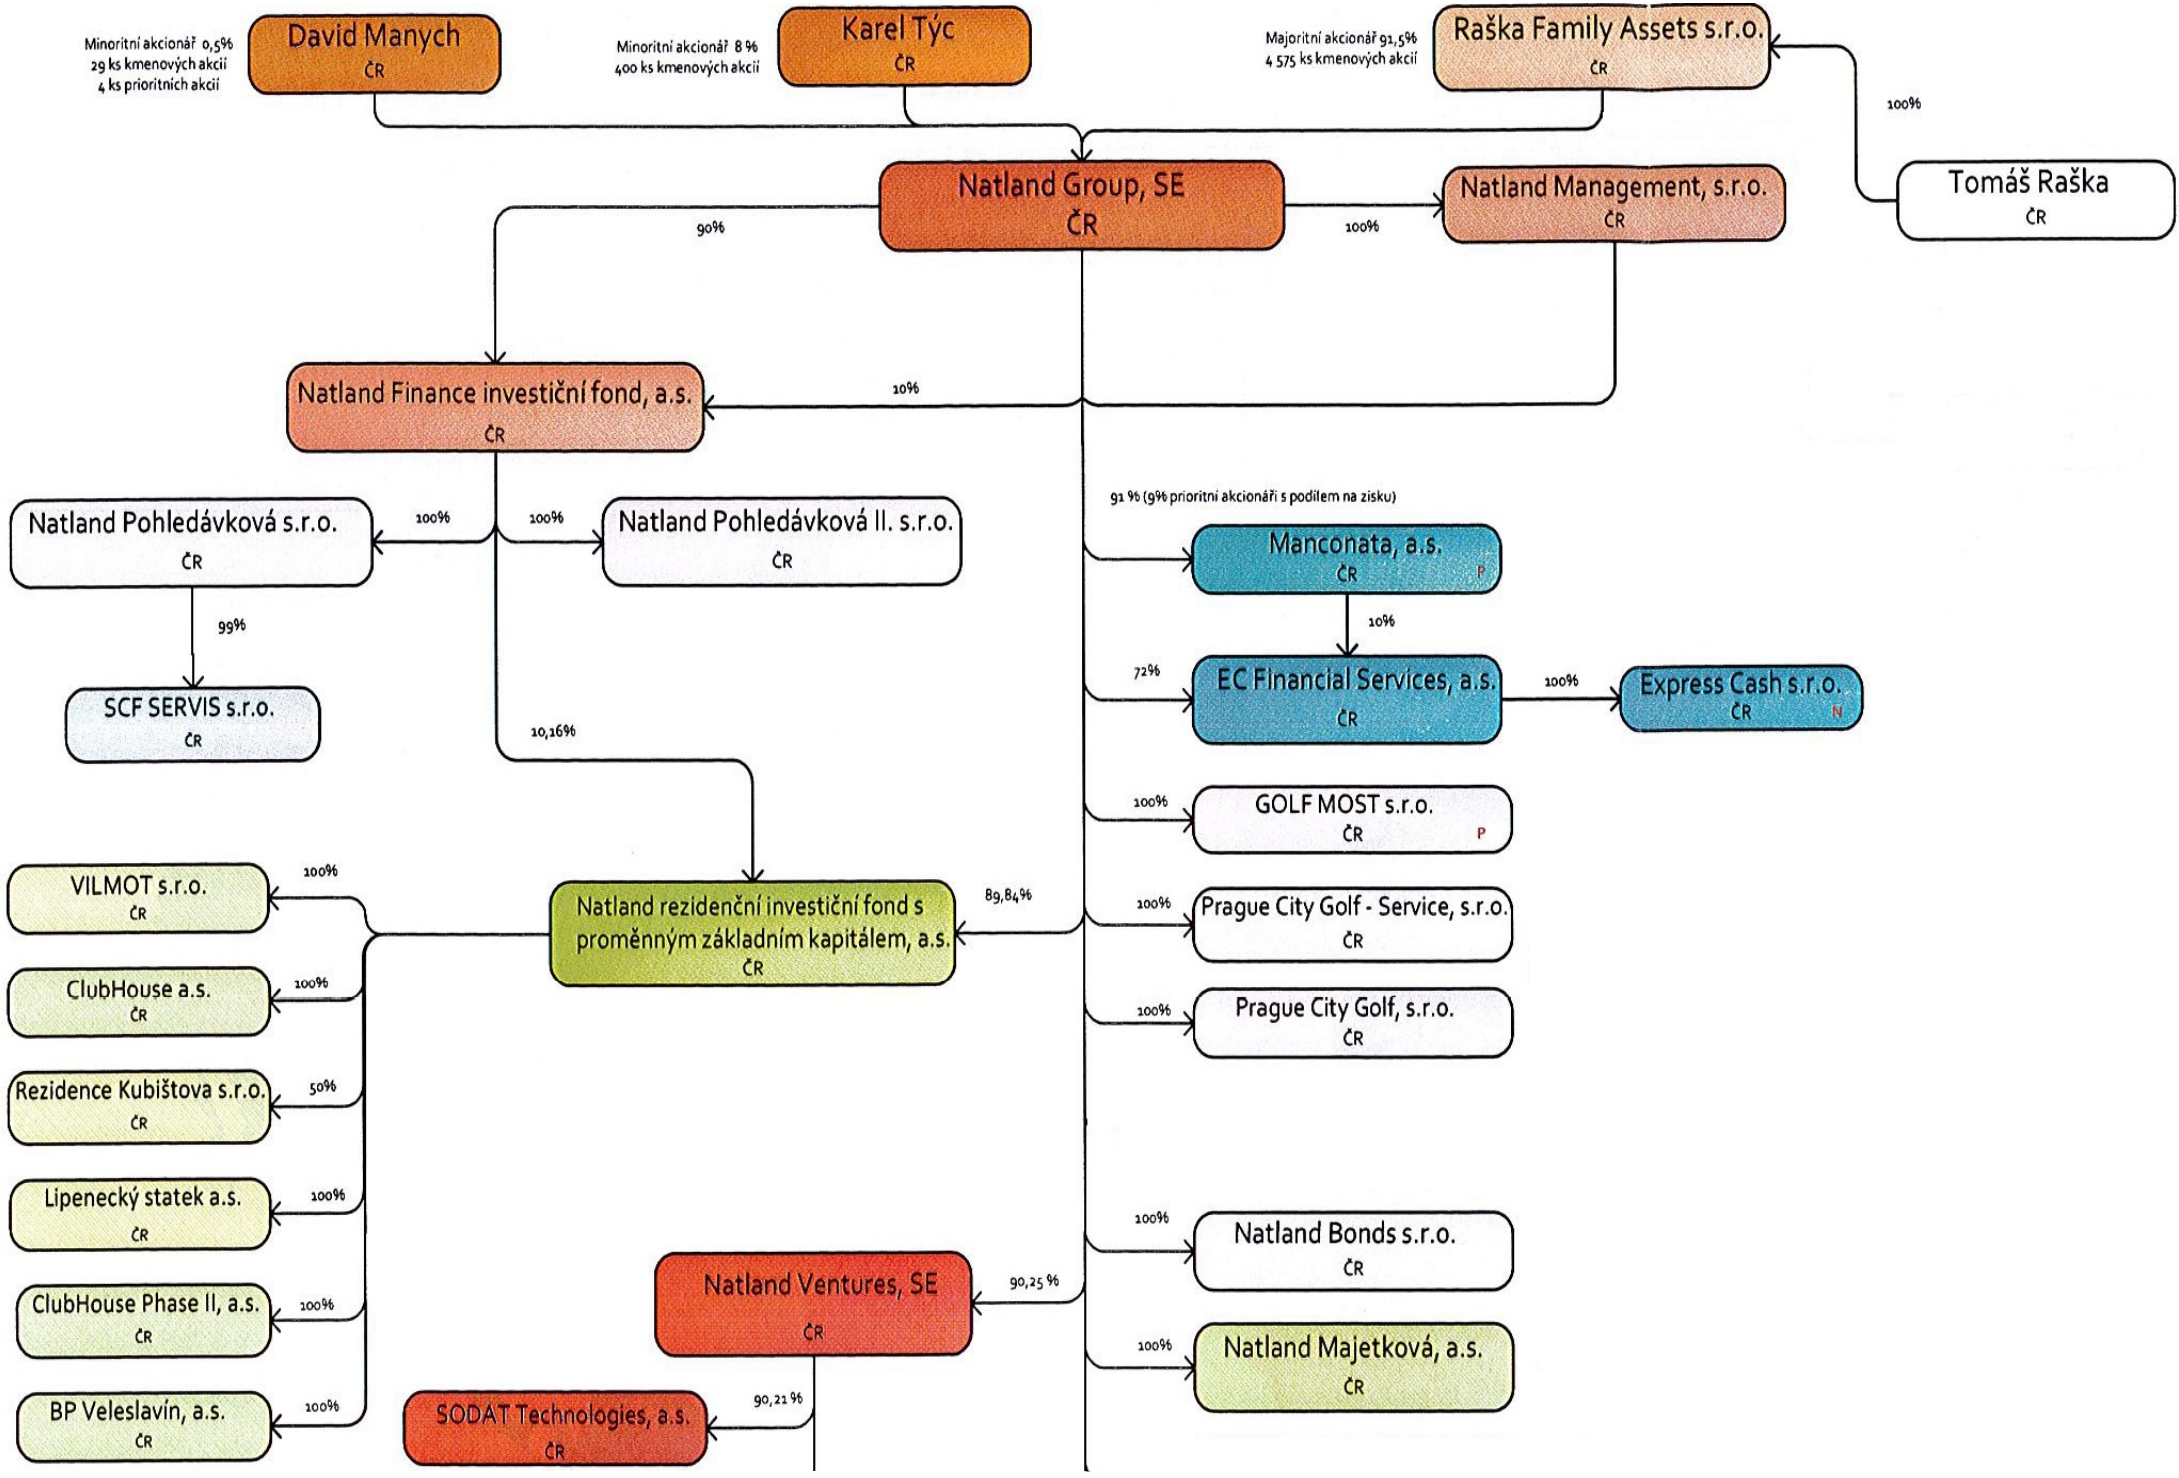 Minoritní akcionář 0,5%
29 ks kmenových akcií
4 ks prioritních akcií
David Manych
ČR
Minoritní akcionář 8 %
400 ks kmenových akcií
Karel Týc
ČR
Majoritní akcionář 91,5%
4 575 ks kmenových akcií
Raška Family Assets s.r.o.
ČR
100%
Tomáš Raška
ČR
Natland Group, SE
ČR
100%
Natland Management, s.r.o.
ČR
90%
Natland Finance investiční fond, a.s.
ČR
10%
Natland Pohledávková s.r.o.
ČR
100%
100%
Natland Pohledávková II. s.r.o.
ČR
99%
SCF SERVIS s.r.o.
ČR
10,16%
91 % (9% prioritní akcionáři s podílem na zisku)
Manconata, a.s.
ČR
P
10%
72%
EC Financial Services, a.s.
ČR
100%
Express Cash s.r.o.
ČR
N
100%
GOLF MOST s.r.o.
ČR
P
100%
Prague City Golf - Service, s.r.o.
ČR
100%
Prague City Golf, s.r.o.
ČR
89,84%
Natland rezidenční investiční fond s
proměnným základním kapitálem, a.s.
ČR
100%
VILMOT s.r.o.
ČR
100%
ClubHouse a.s.
ČR
50%
Rezidence Kubištova s.r.o.
ČR
100%
Lipenecký statek a.s.
ČR
100%
ClubHouse Phase II, a.s.
ČR
100%
BP Veleslavín, a.s.
ČR
100%
Natland Bonds s.r.o.
ČR
90,25 %
Natland Ventures, SE
ČR
100%
Natland Majetková, a.s.
ČR
90,21 %
SODAT Technologies, a.s.
ČR